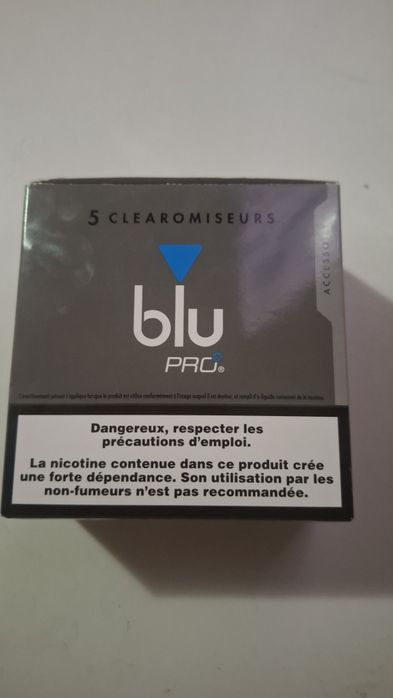 5 CLEAROMISEURS
blu
PRO®
Dangereux, respecter les
précautions d'emploi.
La nicotine contenue dans ce produit crée
une forte dépendance. Son utilisation par les
non-fumeurs n'est pas recommandée.